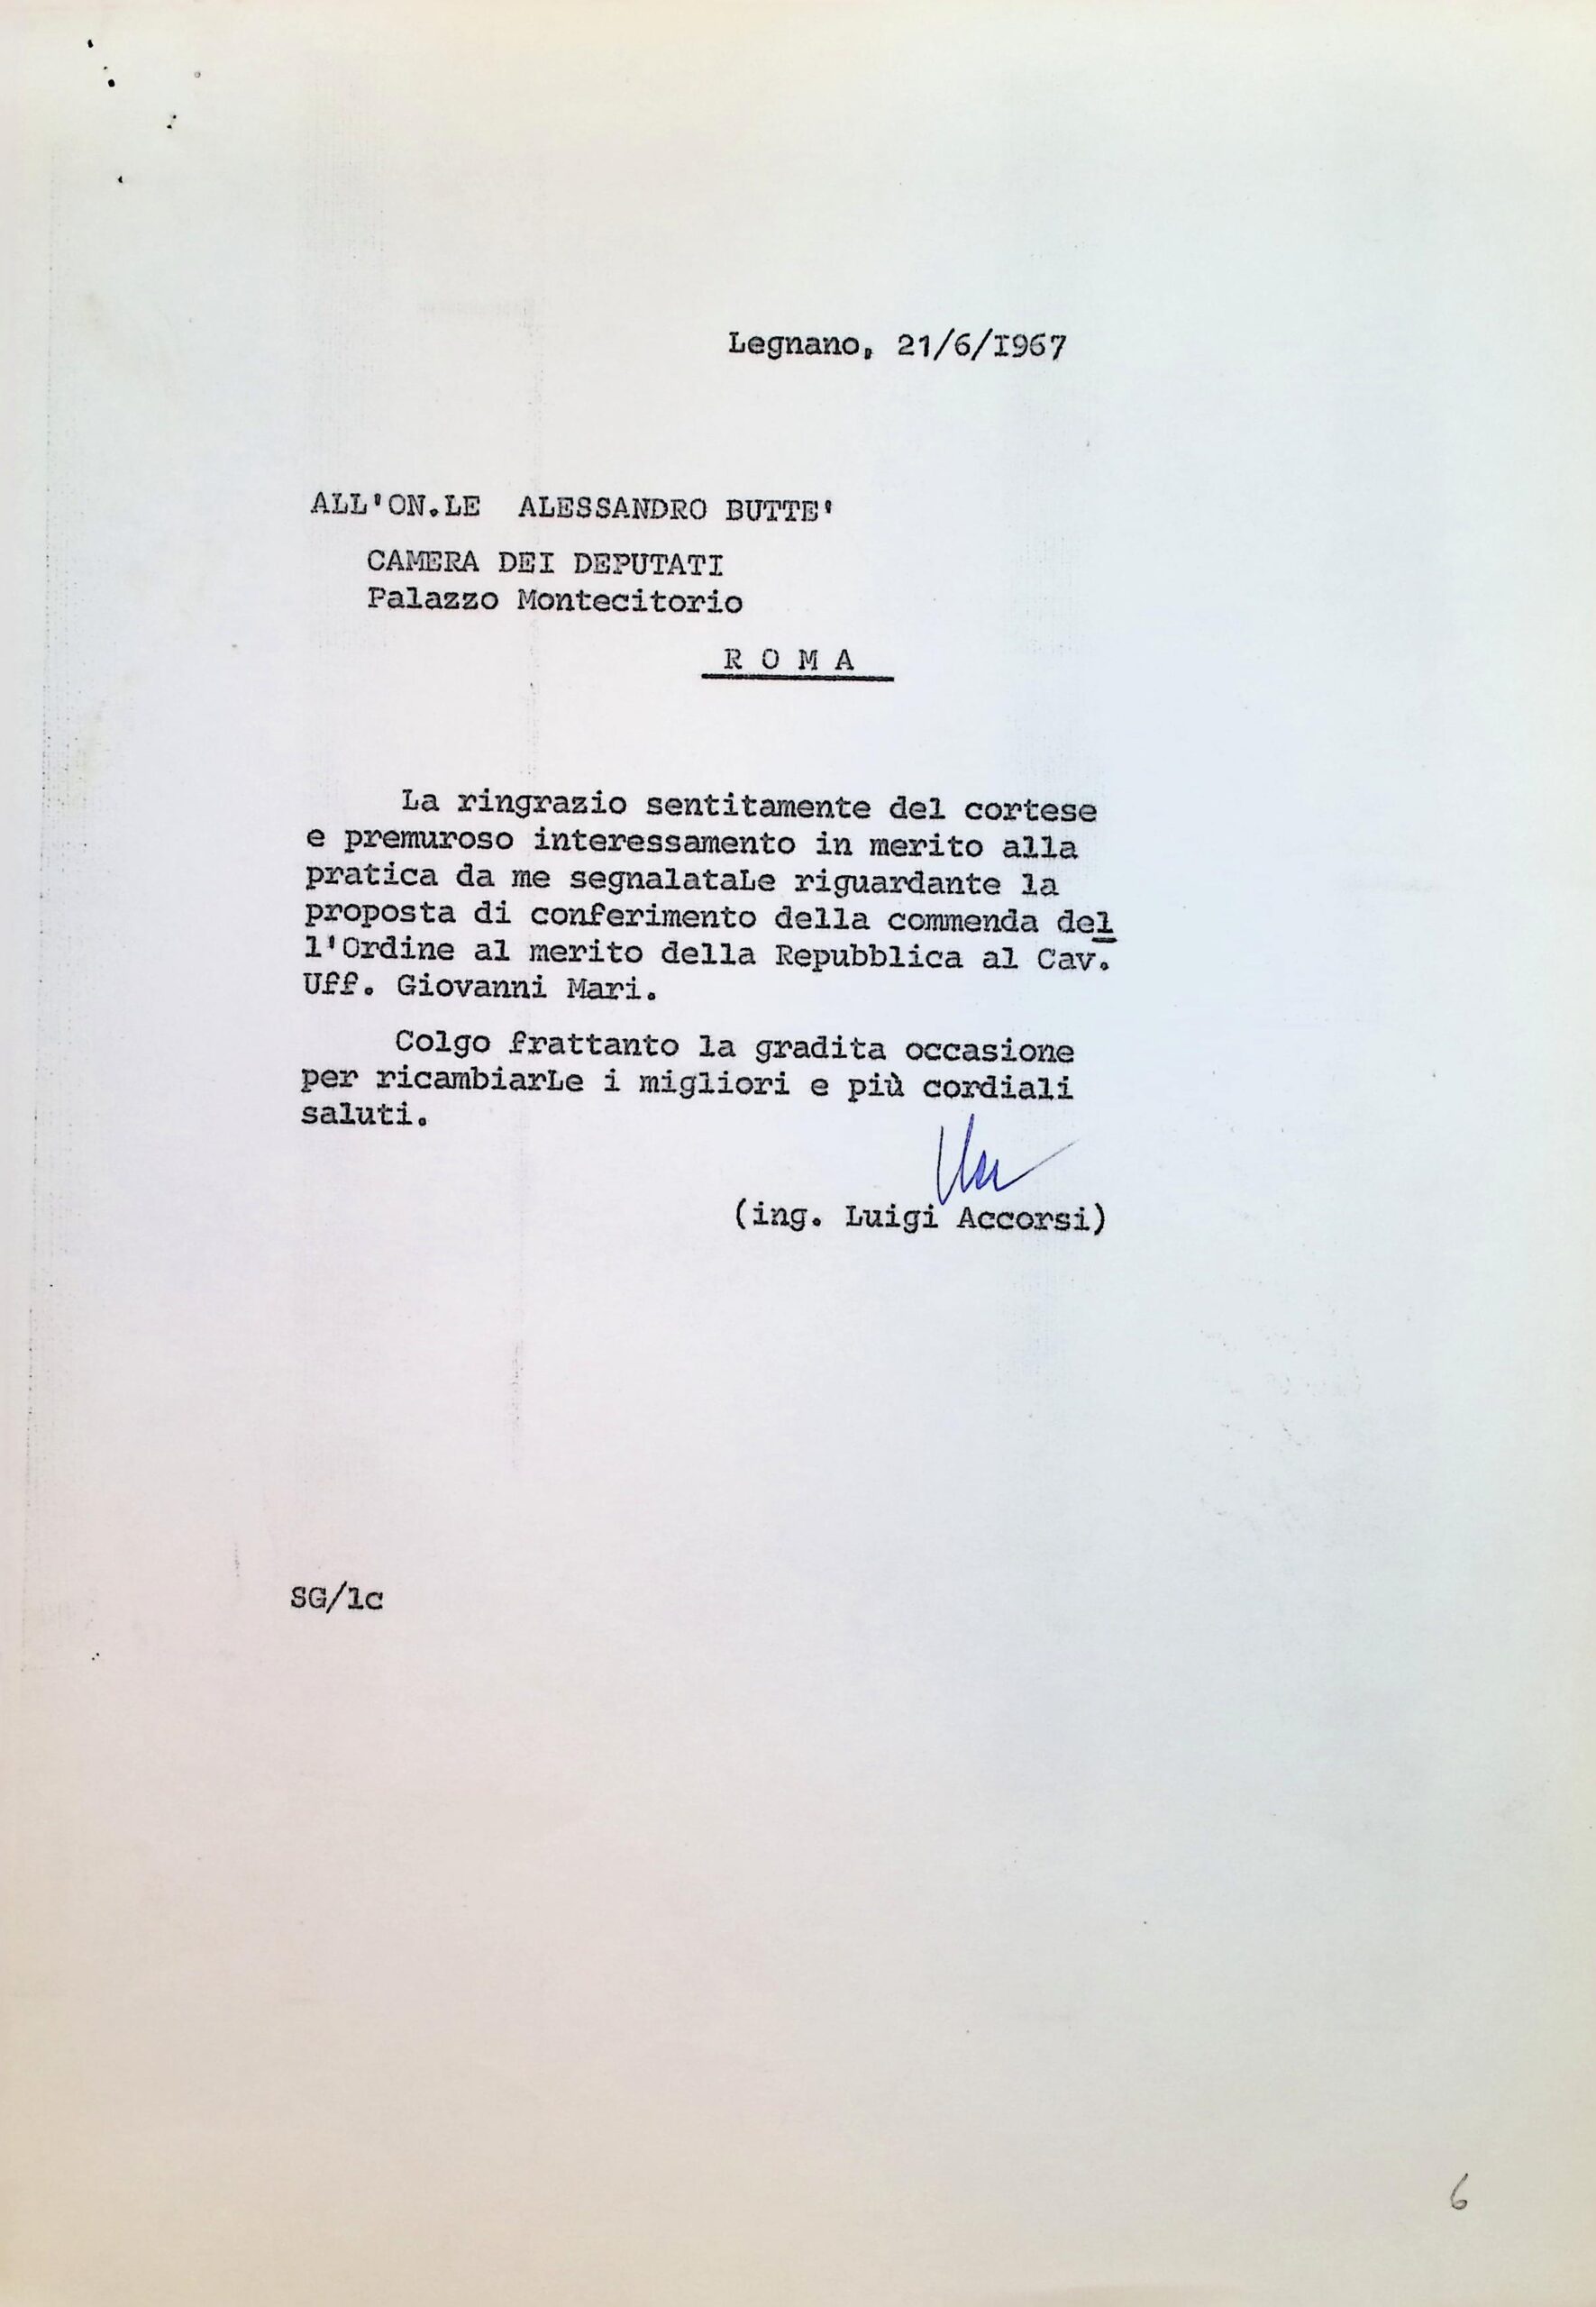 Legnano, 21/6/I967
ALL'ON.LE ALESSANDRO BUTTE'
CAMERA DEI DEPUTATI
Palazzo Montecitorio
R O M A
La ringrazio sentitamente del cortese
e premuroso interessamento in merito alla
pratica da me segnalataLe riguardante la
proposta di conferimento della commenda del
l'Ordine al merito della Repubblica al Cav.
Uff. Giovanni Mari.
Colgo frattanto la gradita occasione
per ricambiarLe i migliori e più cordiali
saluti.
(ing. Luigi Accorsi)
SG/lc
6